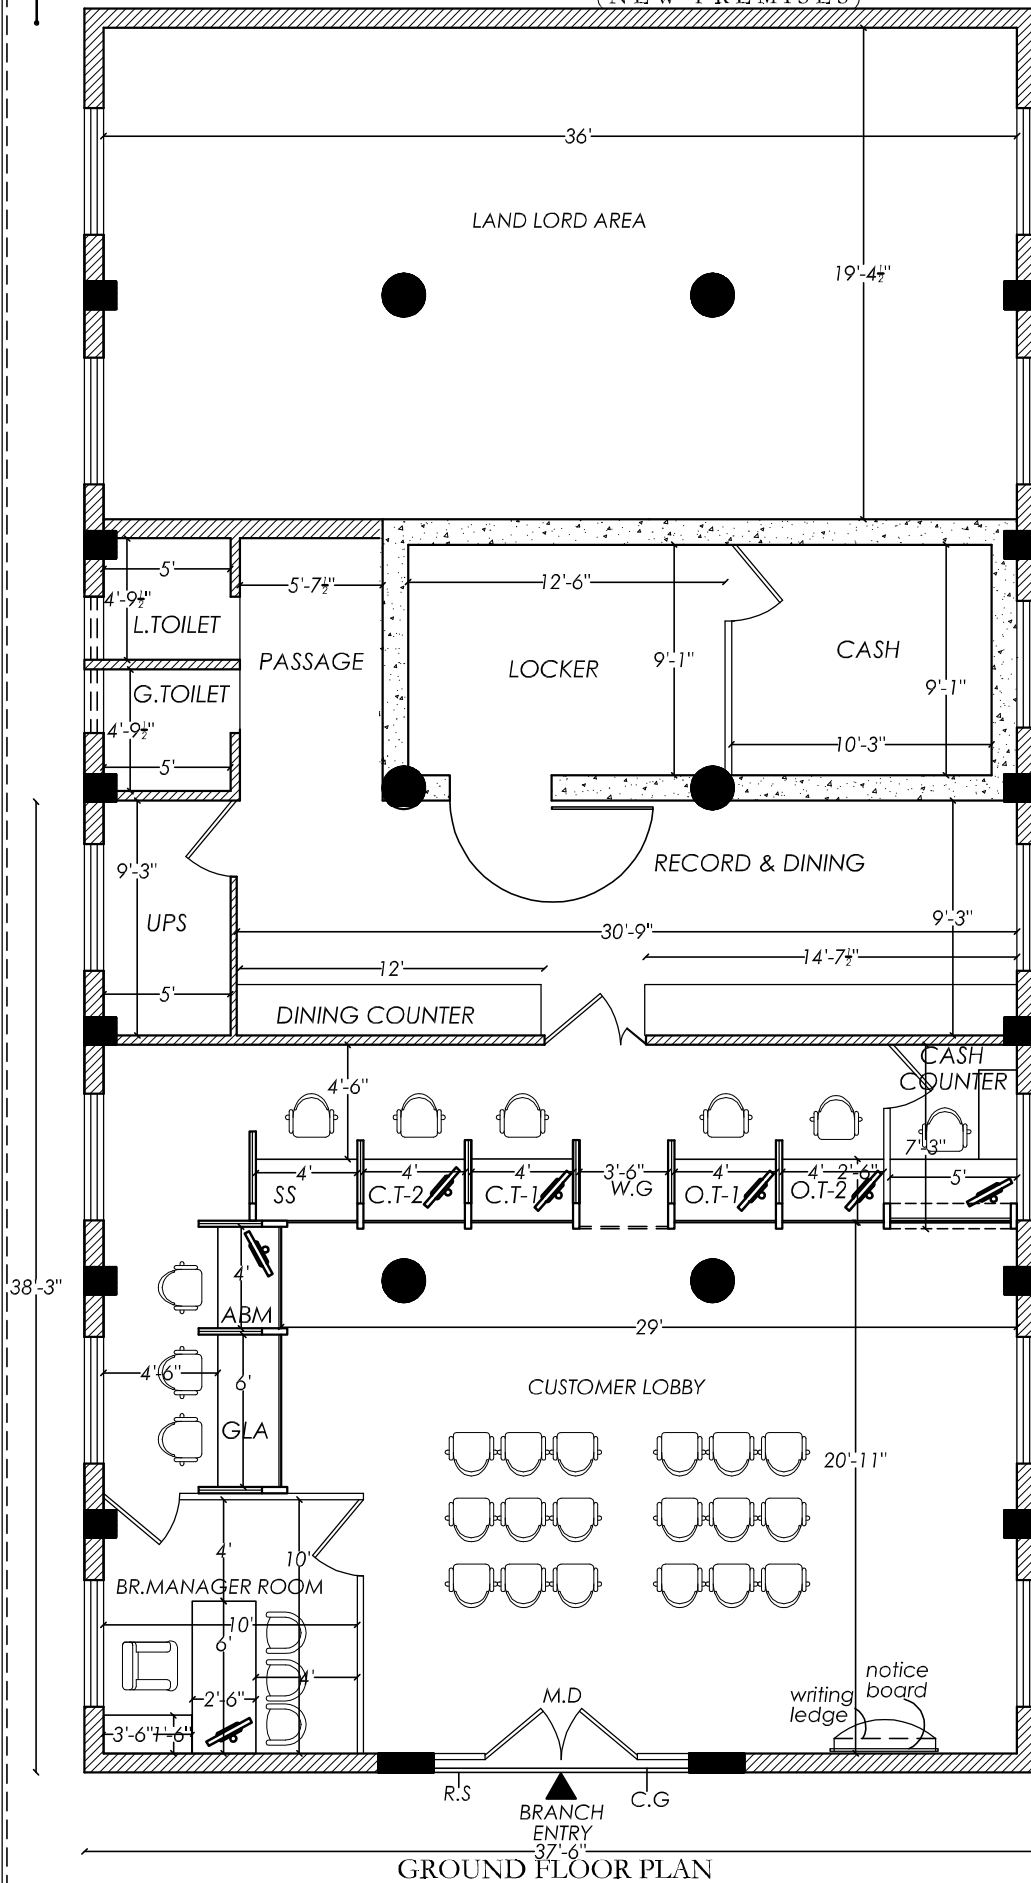 (NEW PREMISES)
36'
LAND LORD AREA
19'-4½"
5'
5'-7½"
12'-6"
4'-9½"
L.TOILET
PASSAGE
LOCKER
9'-1"
CASH
9'-1"
G.TOILET
4'-9½"
5'
10'-3"
9'-3"
RECORD & DINING
UPS
9'-3"
30'-9"
14'-7½"
12'
5'
DINING COUNTER
CASH
COUNTER
4'-6"
7'-3"
4'
4'
4'
3'-6"
4'
4'
2'-6"
5'
SS
C.T-2
C.T-1
W.G
O.T-1
O.T-2
38'-3"
4'
ABM
29'
4'-6"
6'
CUSTOMER LOBBY
GLA
20'-11"
4'
10'
BR.MANAGER ROOM
10'
6'
4'
2'-6"
3'-6"
1'-6"
M.D
writing
ledge
notice
board
R.S
C.G
BRANCH
ENTRY
37'-6"
GROUND FLOOR PLAN